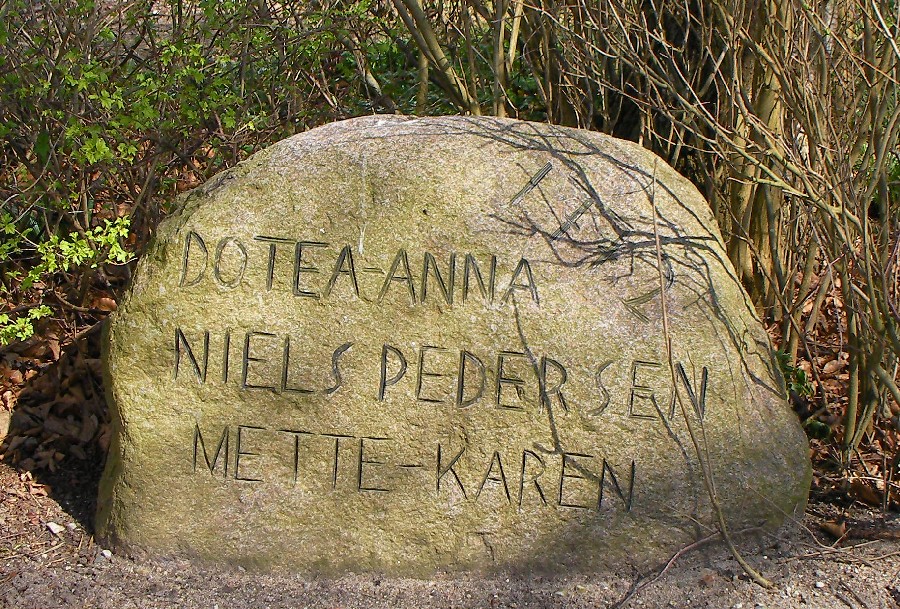 DOTEA-ANNA
NIELS PEDERSEN
METTE-KAREN